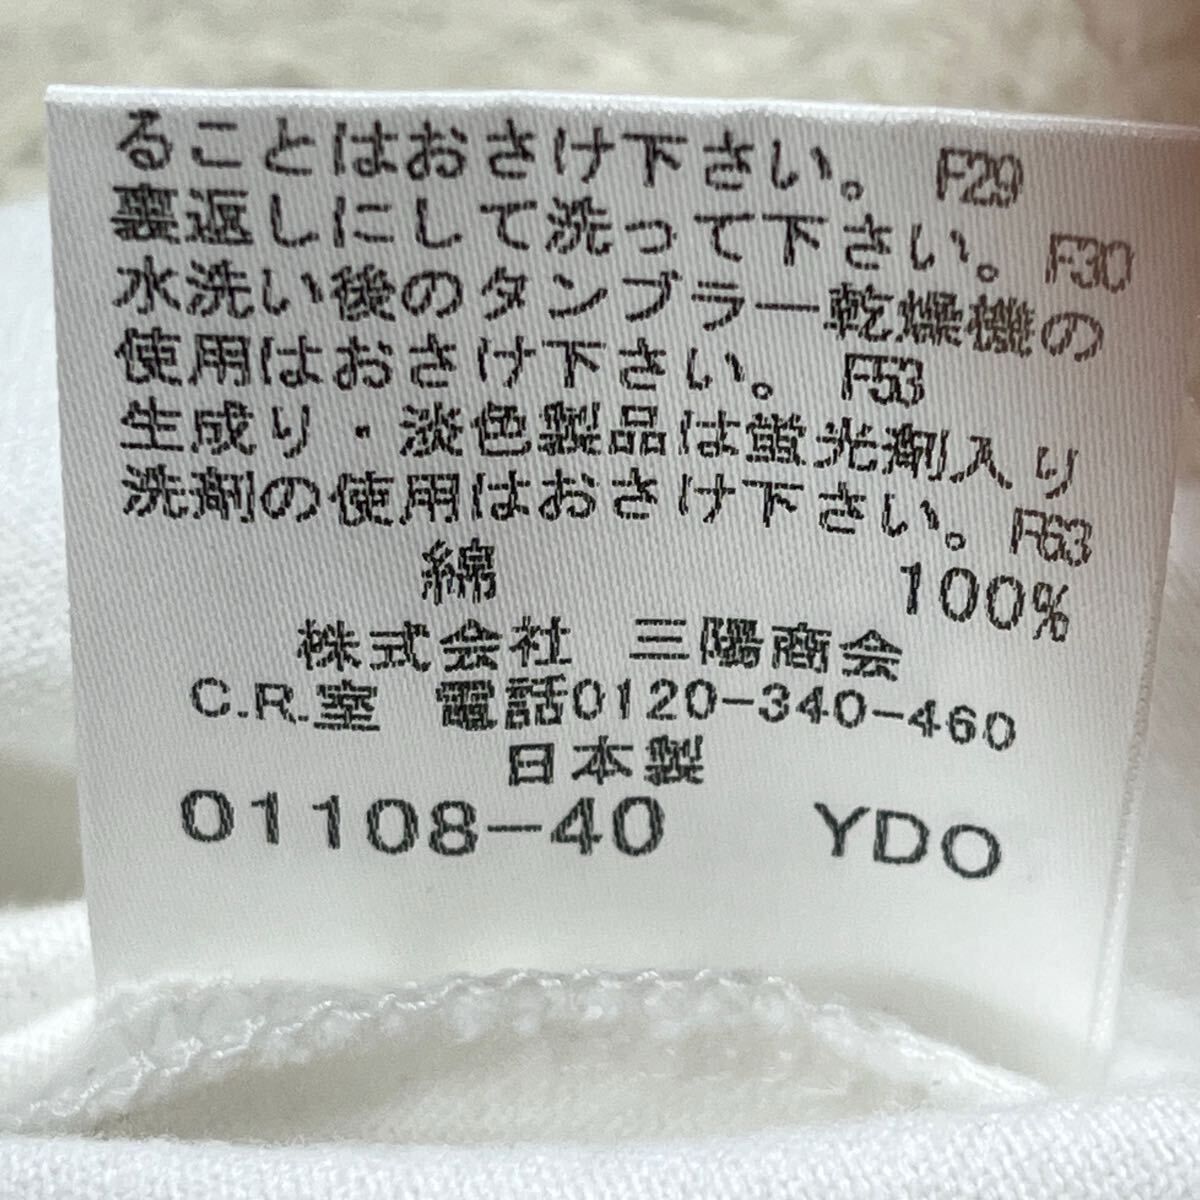 ることはおさけ下さい。 F29
裏返しにして洗って下さい。 F30
水洗い後のタンブラー乾燥機の
使用はおさけ下さい。 F53
生成り・淡色製品は蛍光剤入り
洗剤の使用はおさけ下さい。 F63
綿 100%
株式会社 三陽商会
C.R.室 電話0120-340-460
日本製
01108-40 YDO